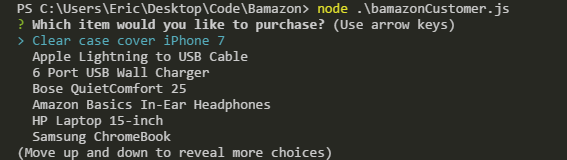 PS C:\Users\Eric\Desktop\Code\Bamazon> node .\bamazonCustomer.js
? Which item would you like to purchase? (Use arrow keys)
> Clear case cover iPhone 7
Apple Lightning to USB Cable
6 Port USB Wall Charger
Bose QuietComfort 25
Amazon Basics In-Ear Headphones
HP Laptop 15-inch
Samsung ChromeBook
(Move up and down to reveal more choices)